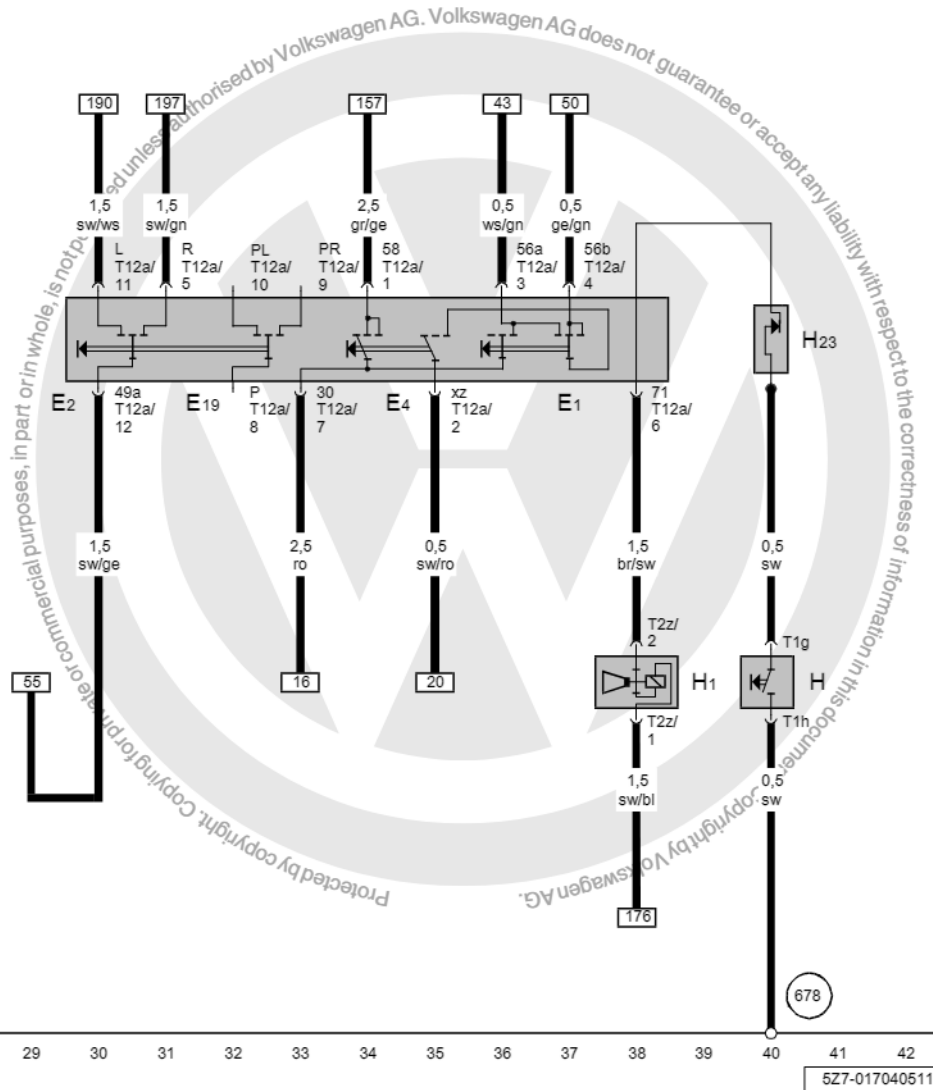 Protected by copyright. Copying for private or commercial purposes, in part or in whole, is not p ed unless authorised by Volkswagen AG. Volkswagen AG does not guarantee or accept any liability with respect to the correctness of information in this document. Copyright by Volkswagen AG.
190 197 157 43 50
1,5 1,5 2,5 0,5 0,5
sw/ws sw/gn gr/ge ws/gn ge/gn
L R PL PR 58 56a 56b
T12a/ T12a/ T12a/ T12a/ T12a/ T12a/ T12a/
11 5 10 9 1 3 4
H23
E2 49a E19 P 30 E4 xz E1 71
T12a/ T12a/ T12a/ T12a/ T12a/
12 8 7 2 6
1,5 2,5 0,5 1,5 0,5
sw/ge ro sw/ro br/sw sw
T2z/ T1g
2
55 16 20 H1 H
T2z/ T1h
1
1,5 0,5
sw/bl sw
176
678
29 30 31 32 33 34 35 36 37 38 39 40 41 42
5Z7-017040511